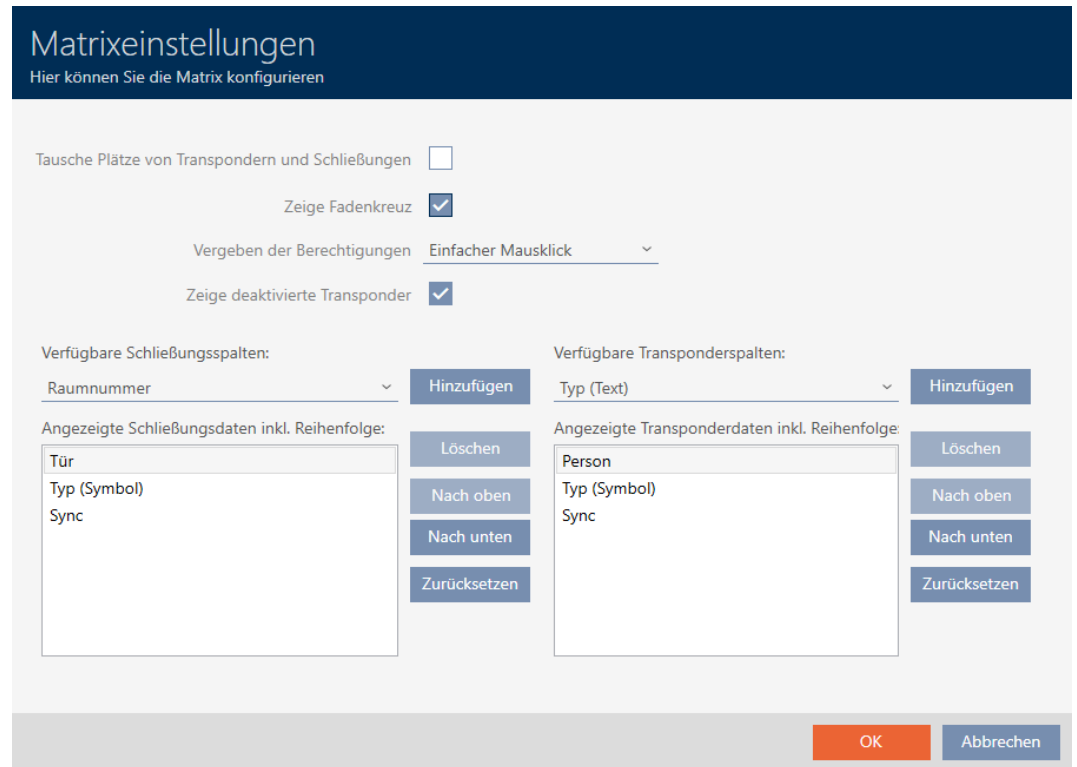 Matrixeinstellungen
Hier können Sie die Matrix konfigurieren
Tausche Plätze von Transpondern und Schließungen
Zeige Fadenkreuz
Vergeben der Berechtigungen Einfacher Mausklick
Zeige deaktivierte Transponder
Verfügbare Schließungsspalten:
Raumnummer Hinzufügen
Angezeigte Schließungsdaten inkl. Reihenfolge:
Tür
Typ (Symbol)
Sync
Löschen
Nach oben
Nach unten
Zurücksetzen
Verfügbare Transponderspalten:
Typ (Text) Hinzufügen
Angezeigte Transponderdaten inkl. Reihenfolge:
Person
Typ (Symbol)
Sync
Löschen
Nach oben
Nach unten
Zurücksetzen
OK Abbrechen